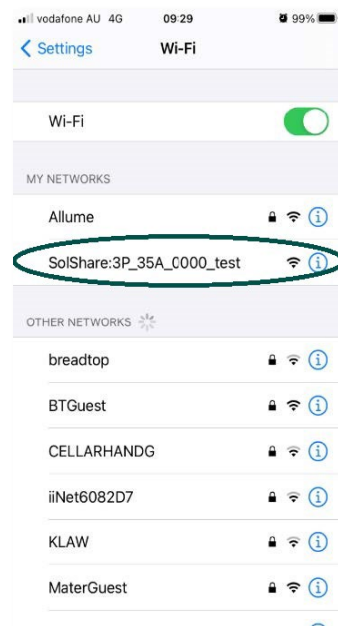 vodafone AU 4G 09:29 99%
Settings Wi-Fi
Wi-Fi
MY NETWORKS
Allume
SolShare:3P_35A_0000_test
OTHER NETWORKS
breadtop
BTGuest
CELLARHANDG
iiNet6082D7
KLAW
MaterGuest